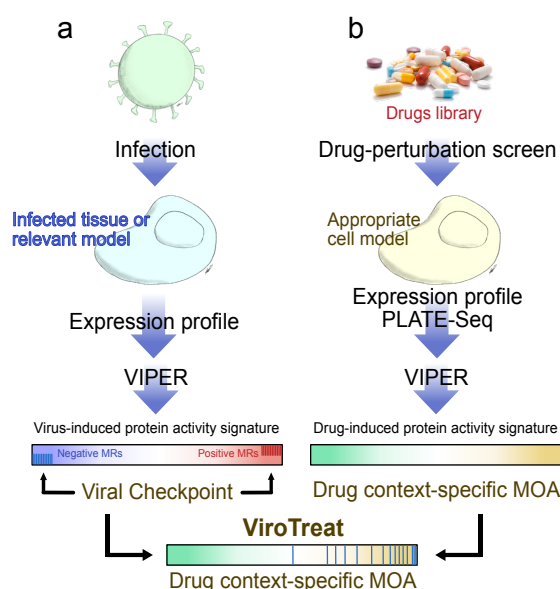 a
Infection
Infected tissue or
relevant model
Expression profile
VIPER
Virus-induced protein activity signature
Negative MRs
Positive MRs
Viral Checkpoint
b
Drugs library
Drug-perturbation screen
Appropriate
cell model
Expression profile
PLATE-Seq
VIPER
Drug-induced protein activity signature
Drug context-specific MOA
ViroTreat
Drug context-specific MOA